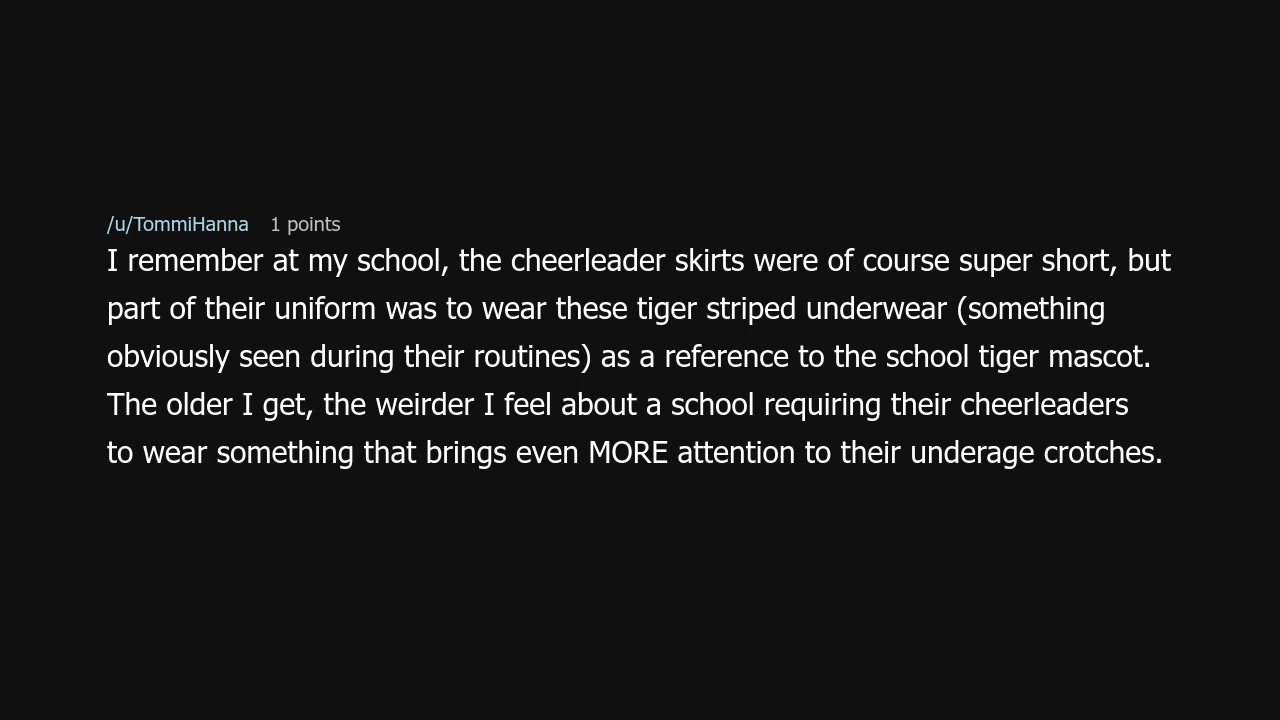 /u/TommiHanna 1 points
I remember at my school, the cheerleader skirts were of course super short, but
part of their uniform was to wear these tiger striped underwear (something
obviously seen during their routines) as a reference to the school tiger mascot.
The older I get, the weirder I feel about a school requiring their cheerleaders
to wear something that brings even MORE attention to their underage crotches.